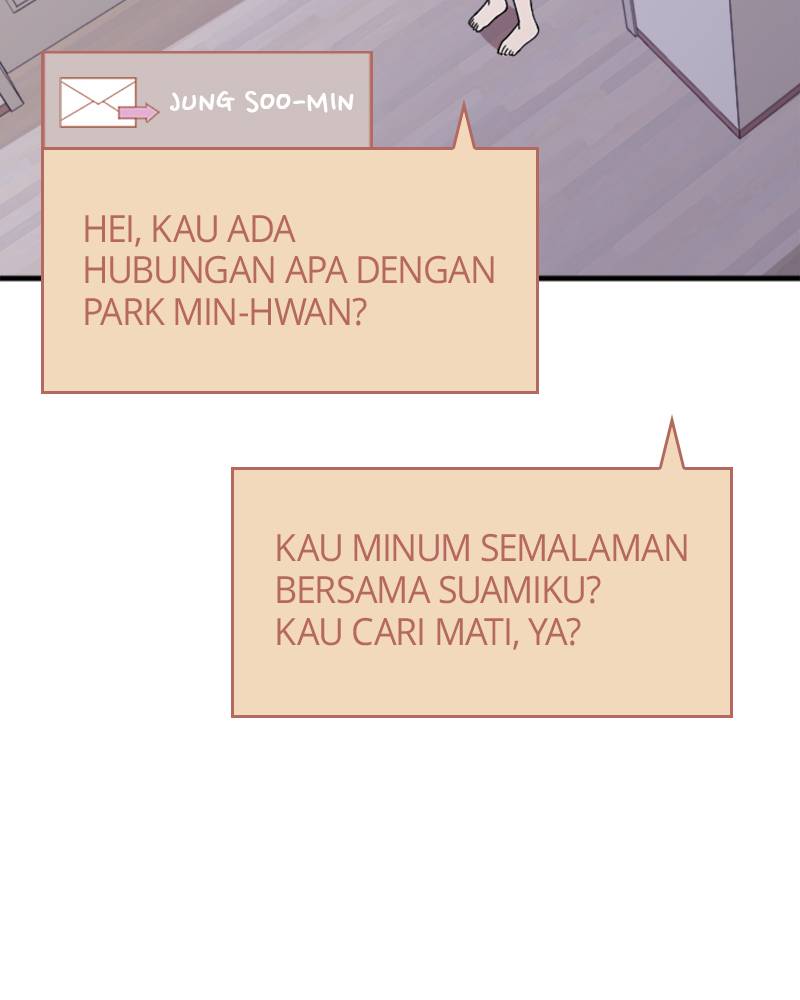 JUNG SOO-MIN
HEI, KAU ADA
HUBUNGAN APA DENGAN
PARK MIN-HWAN?
KAU MINUM SEMALAMAN
BERSAMA SUAMIKU?
KAU CARI MATI, YA?